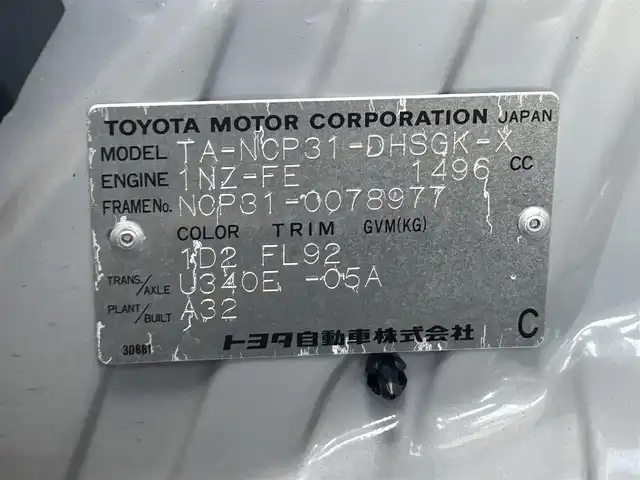 TOYOTA MOTOR CORPORATION JAPAN
MODEL TA-NCP31-DHSGK-X
ENGINE 1NZ-FE 1496 CC
FRAME No. NCP31-0078977
COLOR TRIM GVM(KG)
1D2 FL92
TRANS./AXLE U340E -05A
PLANT/BUILT A32
30681 トヨタ自動車株式会社 C